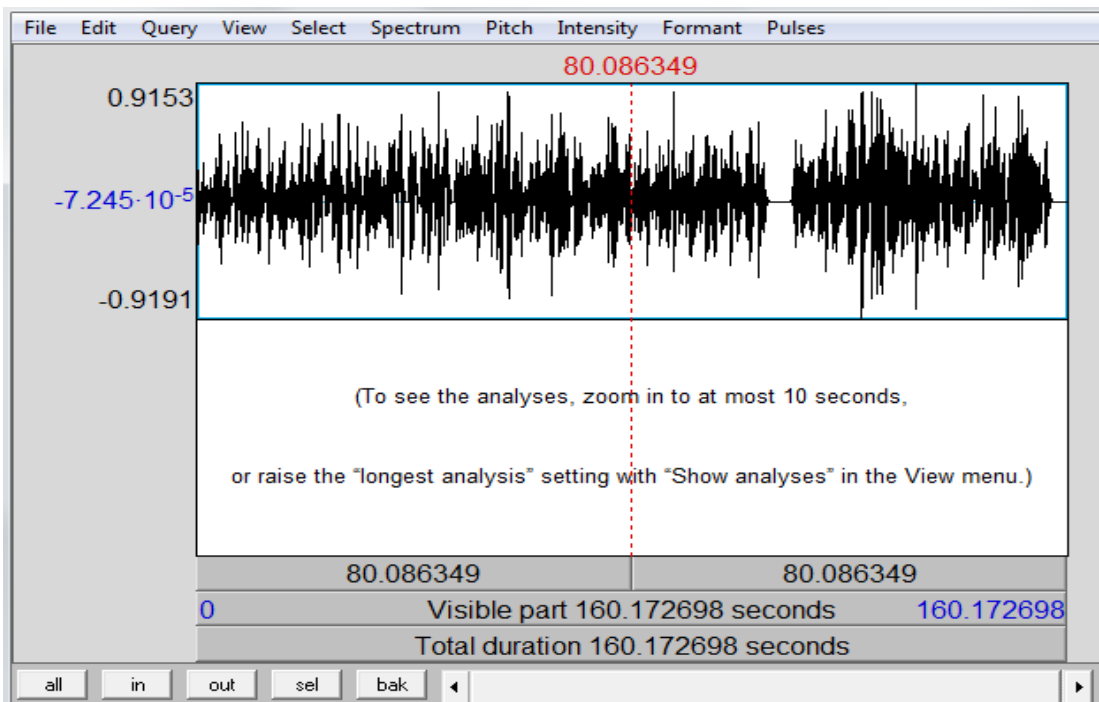 File Edit Query View Select Spectrum Pitch Intensity Formant Pulses
80.086349
0.9153
-7.245·10⁻⁵
-0.9191
(To see the analyses, zoom in to at most 10 seconds,
or raise the “longest analysis” setting with “Show analyses” in the View menu.)
80.086349 80.086349
0 Visible part 160.172698 seconds 160.172698
Total duration 160.172698 seconds
all in out sel bak